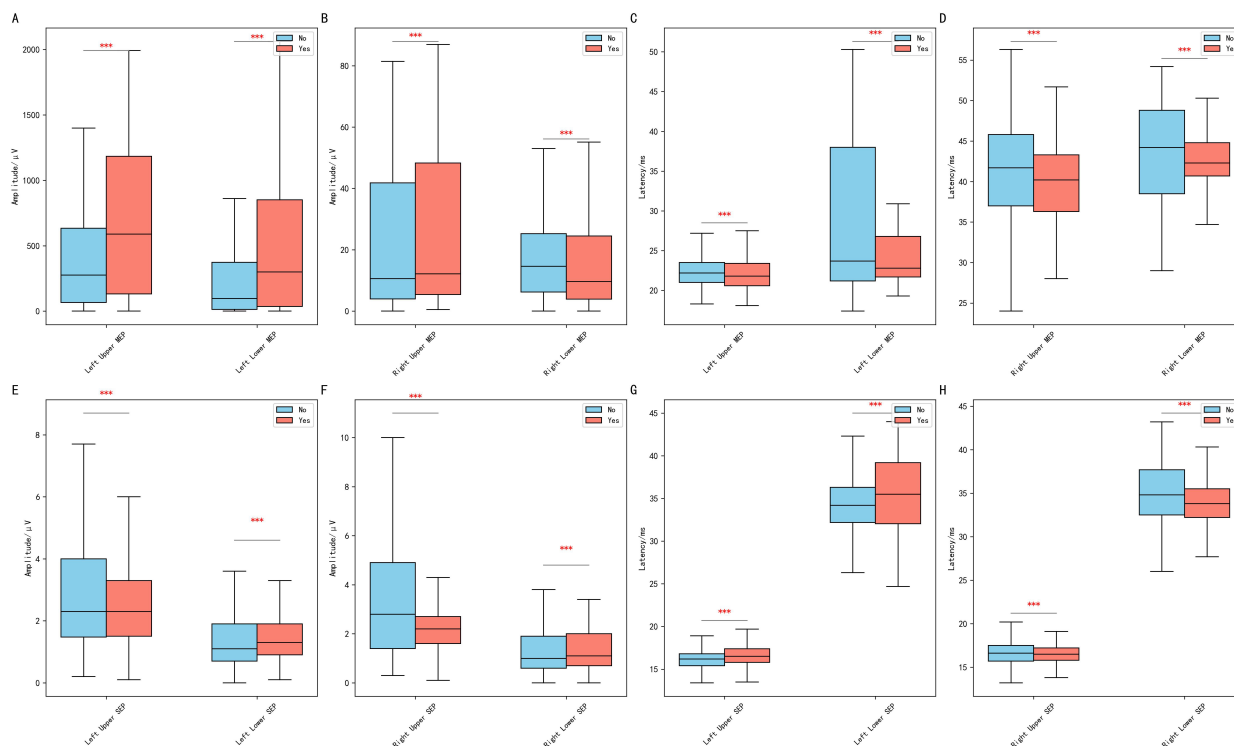 A
Amplitude/μV
2000
1500
1000
500
0
***
***
No
Yes
Left Upper MEP
Left Lower MEP
B
Amplitude/μV
80
60
40
20
0
***
***
No
Yes
Right Upper MEP
Right Lower MEP
C
Latency/ms
50
45
40
35
30
25
20
***
***
No
Yes
Left Upper MEP
Left Lower MEP
D
Latency/ms
55
50
45
40
35
30
25
***
***
No
Yes
Right Upper MEP
Right Lower MEP
E
Amplitude/μV
8
6
4
2
0
***
***
No
Yes
Left Upper SEP
Left Lower SEP
F
Amplitude/μV
10
8
6
4
2
0
***
***
No
Yes
Right Upper SEP
Right Lower SEP
G
Latency/ms
45
40
35
30
25
20
15
***
***
No
Yes
Left Upper SEP
Left Lower SEP
H
Latency/ms
45
40
35
30
25
20
15
***
***
No
Yes
Right Upper SEP
Right Lower SEP